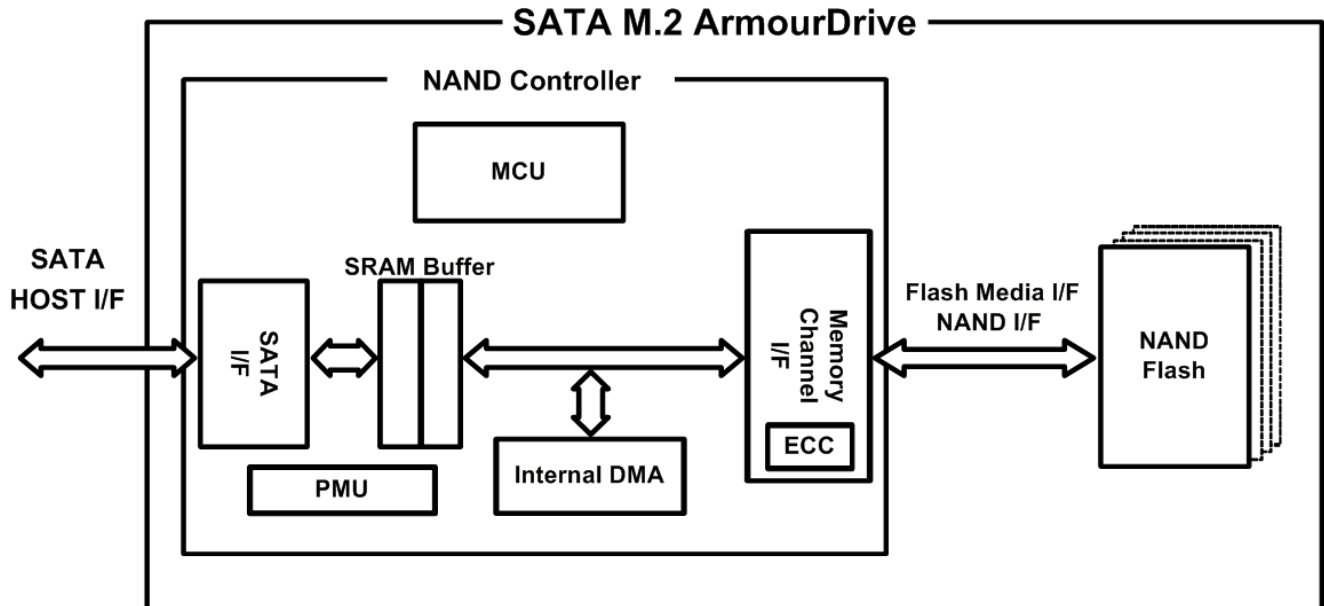 SATA M.2 ArmourDrive
NAND Controller
MCU
SATA
HOST I/F
SRAM Buffer
SATA
I/F
Memory
Channel
I/F
Flash Media I/F
NAND I/F
NAND
Flash
ECC
Internal DMA
PMU